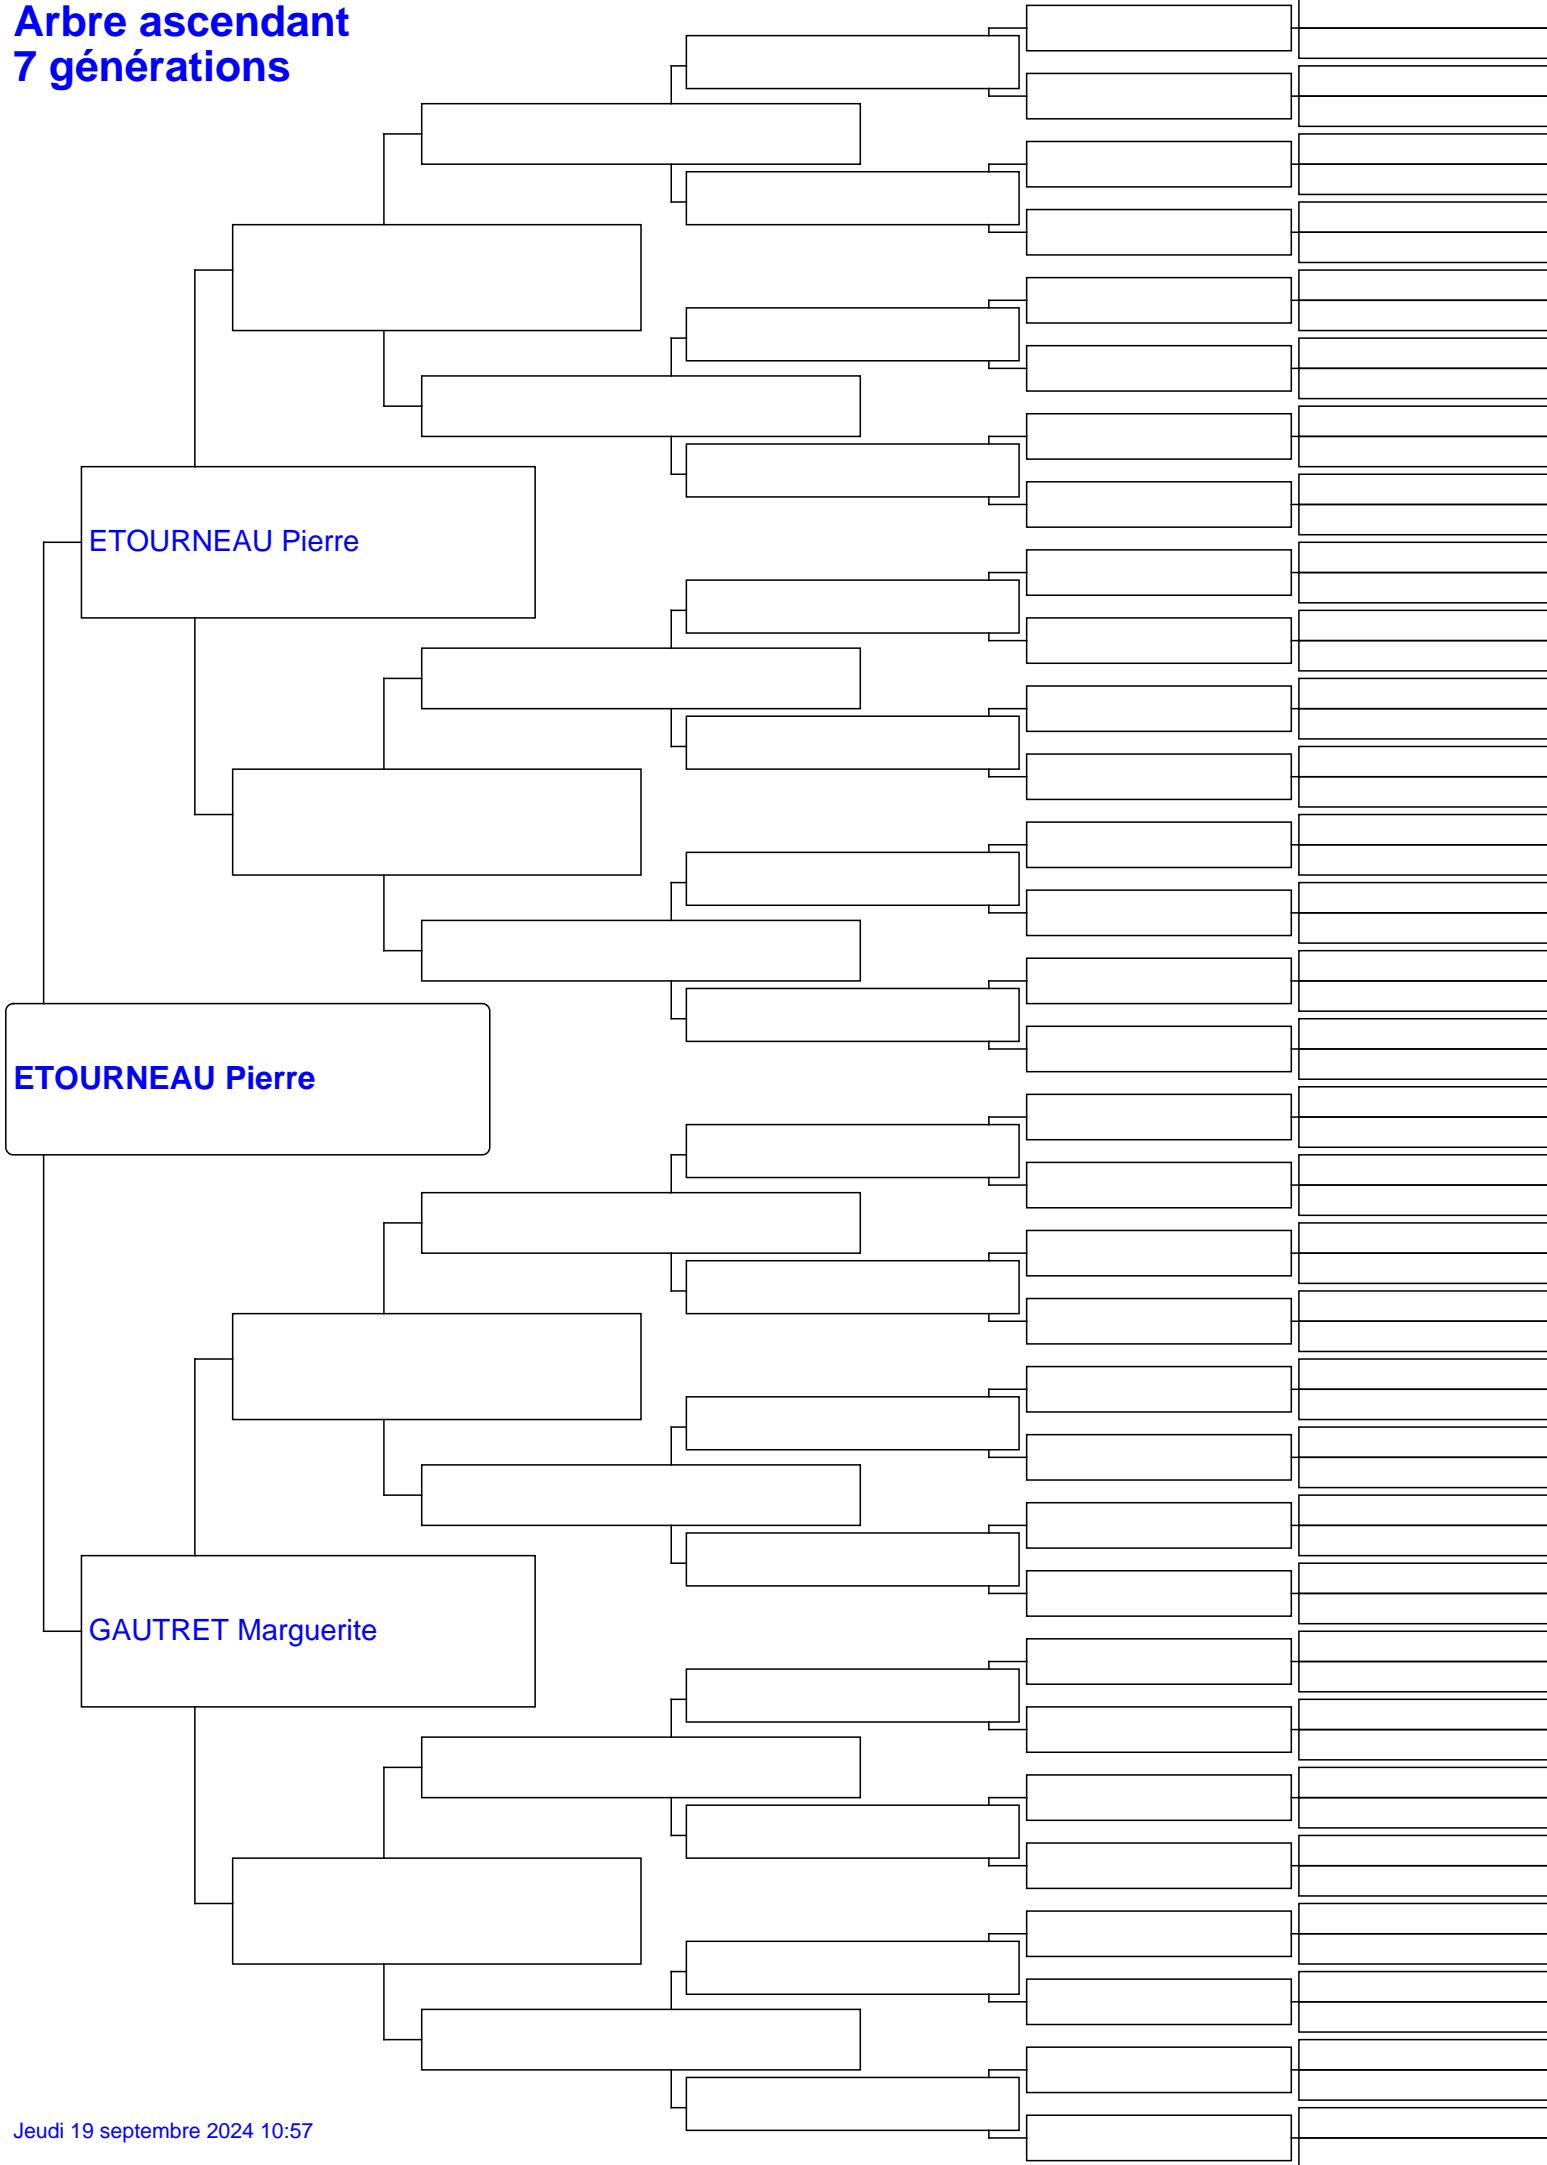 Arbre ascendant
7 générations
ETOURNEAU Pierre
ETOURNEAU Pierre
GAUTRET Marguerite
Jeudi 19 septembre 2024 10:57